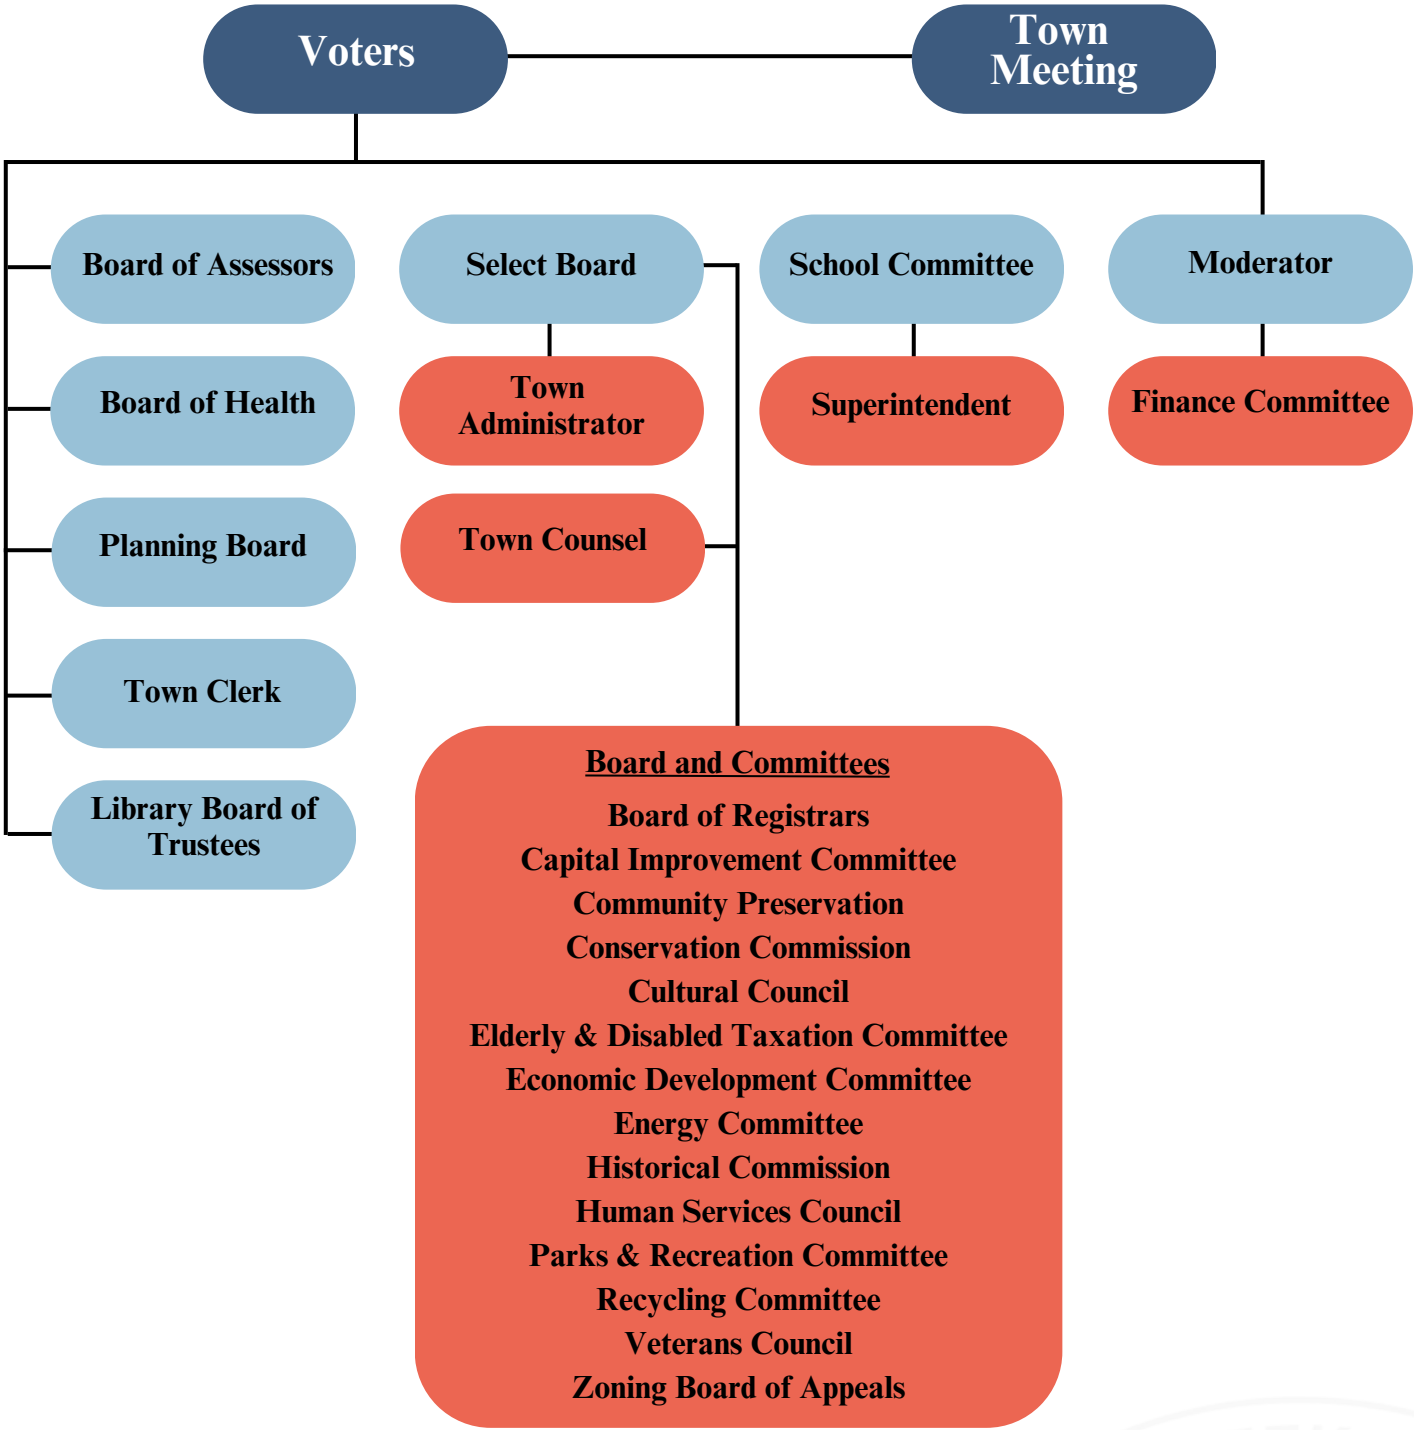 Voters
Town
Meeting
Board of Assessors
Select Board
School Committee
Moderator
Board of Health
Town
Administrator
Superintendent
Finance Committee
Planning Board
Town Counsel
Town Clerk
Library Board of
Trustees
Board and Committees
Board of Registrars
Capital Improvement Committee
Community Preservation
Conservation Commission
Cultural Council
Elderly & Disabled Taxation Committee
Economic Development Committee
Energy Committee
Historical Commission
Human Services Council
Parks & Recreation Committee
Recycling Committee
Veterans Council
Zoning Board of Appeals